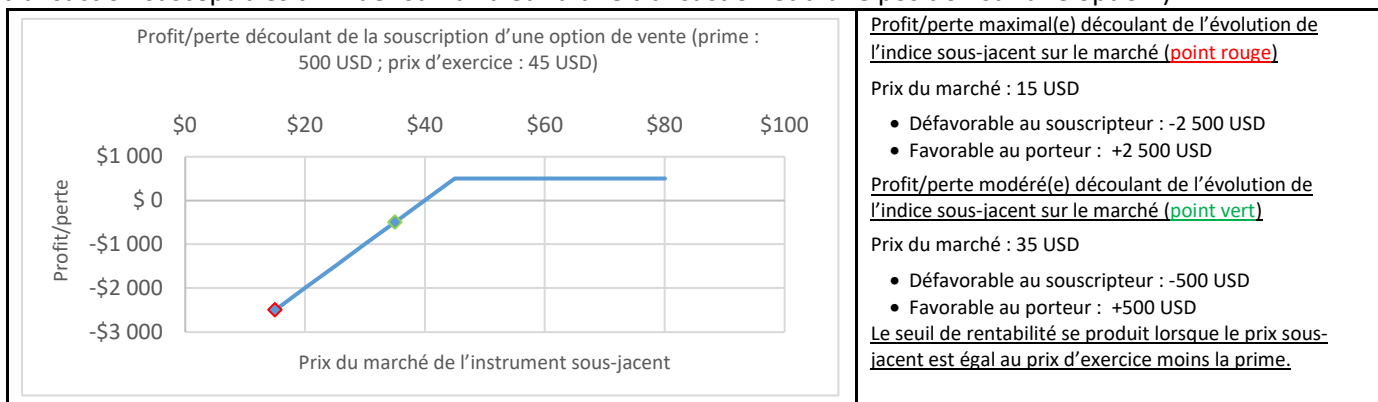 Profit/perte découlant de la souscription d'une option de vente (prime :
500 USD ; prix d'exercice : 45 USD)
$0 $20 $40 $60 $80 $100
$1 000
$ 0
-$1 000
-$2 000
-$3 000
Profit/perte
Prix du marché de l'instrument sous-jacent
Profit/perte maximal(e) découlant de l'évolution de
l'indice sous-jacent sur le marché (point rouge)
Prix du marché : 15 USD
• Défavorable au souscripteur : -2 500 USD
• Favorable au porteur : +2 500 USD
Profit/perte modéré(e) découlant de l'évolution de
l'indice sous-jacent sur le marché (point vert)
Prix du marché : 35 USD
• Défavorable au souscripteur : -500 USD
• Favorable au porteur : +500 USD
Le seuil de rentabilité se produit lorsque le prix sous-
jacent est égal au prix d'exercice moins la prime.